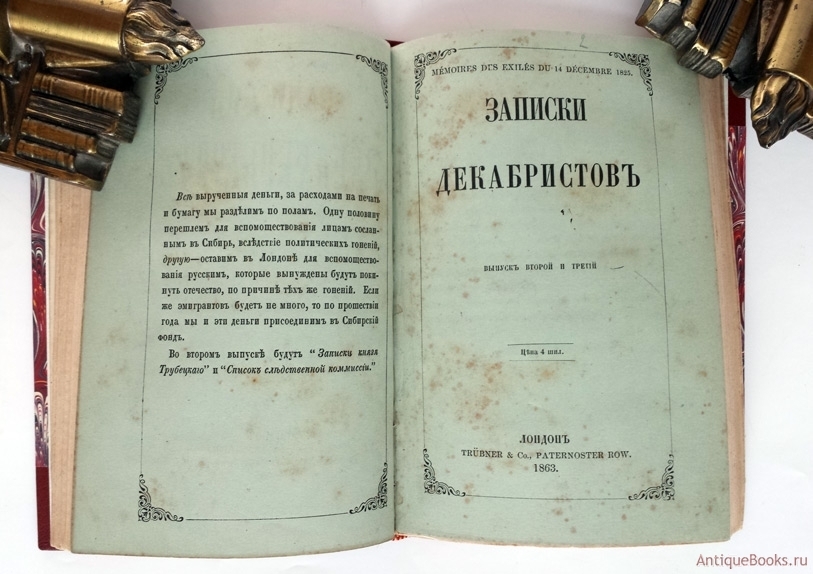 Всѣ вырученныя деньги, за расходами на печать
и бумагу мы раздѣлимъ по поламъ. Одну половину
перешлемъ для вспомоществованія лицамъ сослан-
нымъ въ Сибирь, вслѣдствіе политическихъ гоненій,
другую—оставимъ въ Лондонѣ для вспомощество-
ванія русскимъ, которые вынуждены будутъ поки-
нуть отечество, по причинѣ тѣхъ же гоненій. Если
же эмигрантовъ будетъ не много, то по прошествіи
года мы и эти деньги присоединимъ въ Сибирскій
фондъ.
Во второмъ выпускѣ будутъ "Записки князя
Трубецкаго" и "Списокъ слѣдственной коммиссіи."
MÉMOIRES DES EXILÉS DU 14 DÉCEMBRE 1825.
ЗАПИСКИ
ДЕКАБРИСТОВЪ
ВЫПУСКЪ ВТОРОЙ И ТРЕТІЙ
Цѣна 4 шил.
ЛОНДОНЪ
TRÜBNER & Co., PATERNOSTER ROW.
1863.
AntiqueBooks.ru